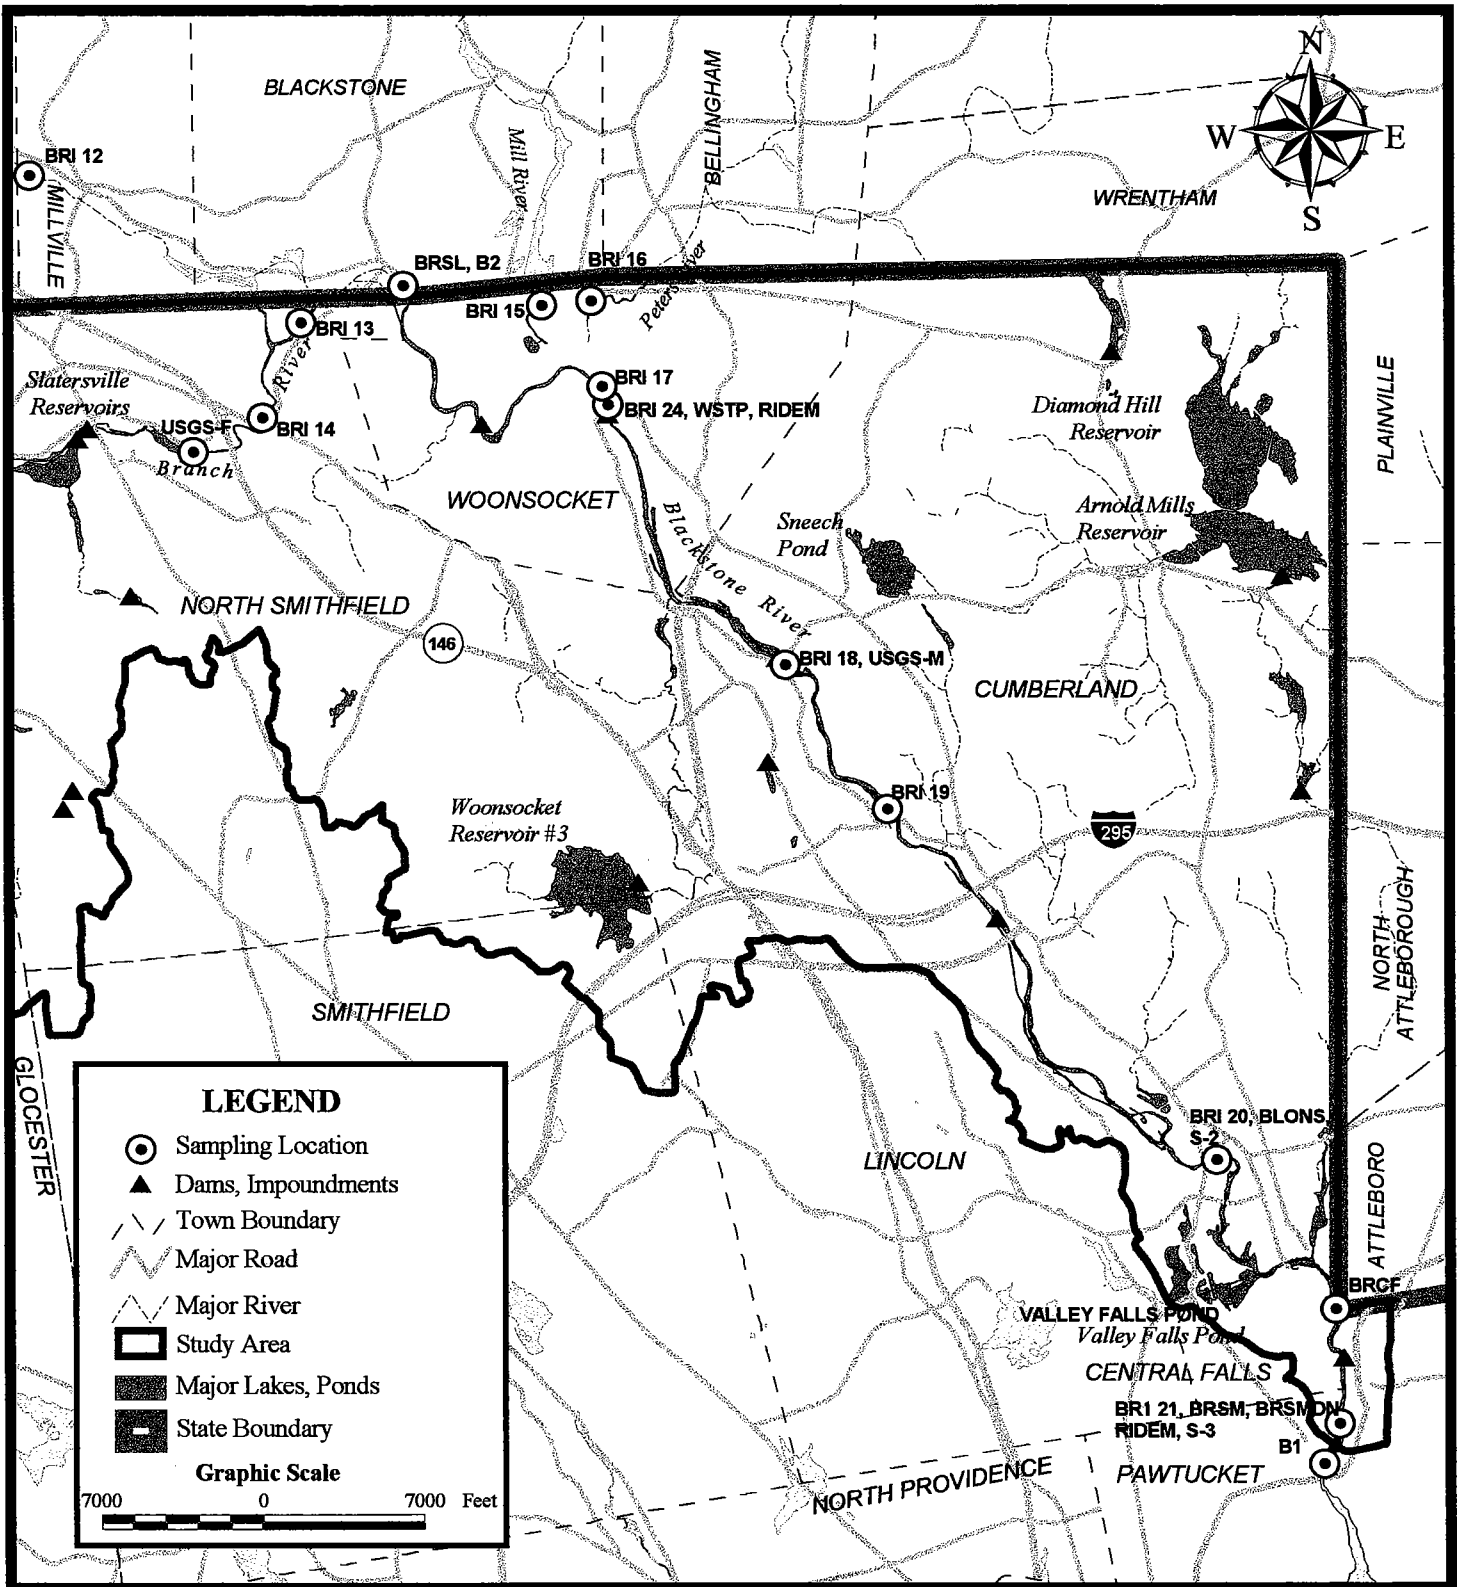 N
BLACKSTONE
BELLINGHAM
W
E
BRI 12
Mill River
MILLVILLE
WRENTHAM
S
BRSL, B2
BRI 16
Peters River
BRI 15
BRI 13
River
Slatersville
Reservoirs
BRI 17
BRI 24, WSTP, RIDEM
Diamond Hill
Reservoir
PLAINVILLE
USGS-F
BRI 14
Branch
WOONSOCKET
Blackstone River
Sneech
Pond
Arnold Mills
Reservoir
NORTH SMITHFIELD
146
BRI 18, USGS-M
CUMBERLAND
BRI 19
Woonsocket
Reservoir #3
295
NORTH
ATTLEBOROUGH
SMITHFIELD
GLOCESTER
LEGEND
Sampling Location
Dams, Impoundments
Town Boundary
Major Road
Major River
Study Area
Major Lakes, Ponds
State Boundary
Graphic Scale
7000 0 7000 Feet
BRI 20, BLONS,
S-2
LINCOLN
ATTLEBORO
BRCF
VALLEY FALLS POND
Valley Falls Pond
CENTRAL FALLS
BR1 21, BRSM, BRSMDN
RIDEM, S-3
B1
PAWTUCKET
NORTH PROVIDENCE